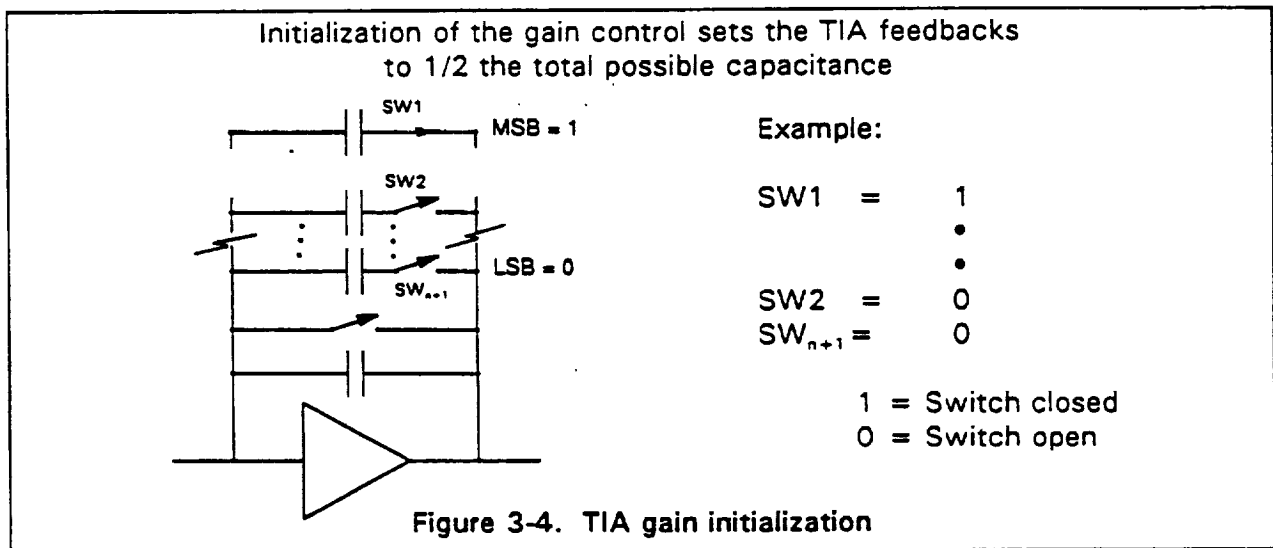 Initialization of the gain control sets the TIA feedbacks
to 1/2 the total possible capacitance
SW1
MSB = 1
SW2
LSB = 0
SWₙ₊₁
Example:
SW1 = 1
•
•
SW2 = 0
SWₙ₊₁ = 0
1 = Switch closed
0 = Switch open
Figure 3-4. TIA gain initialization